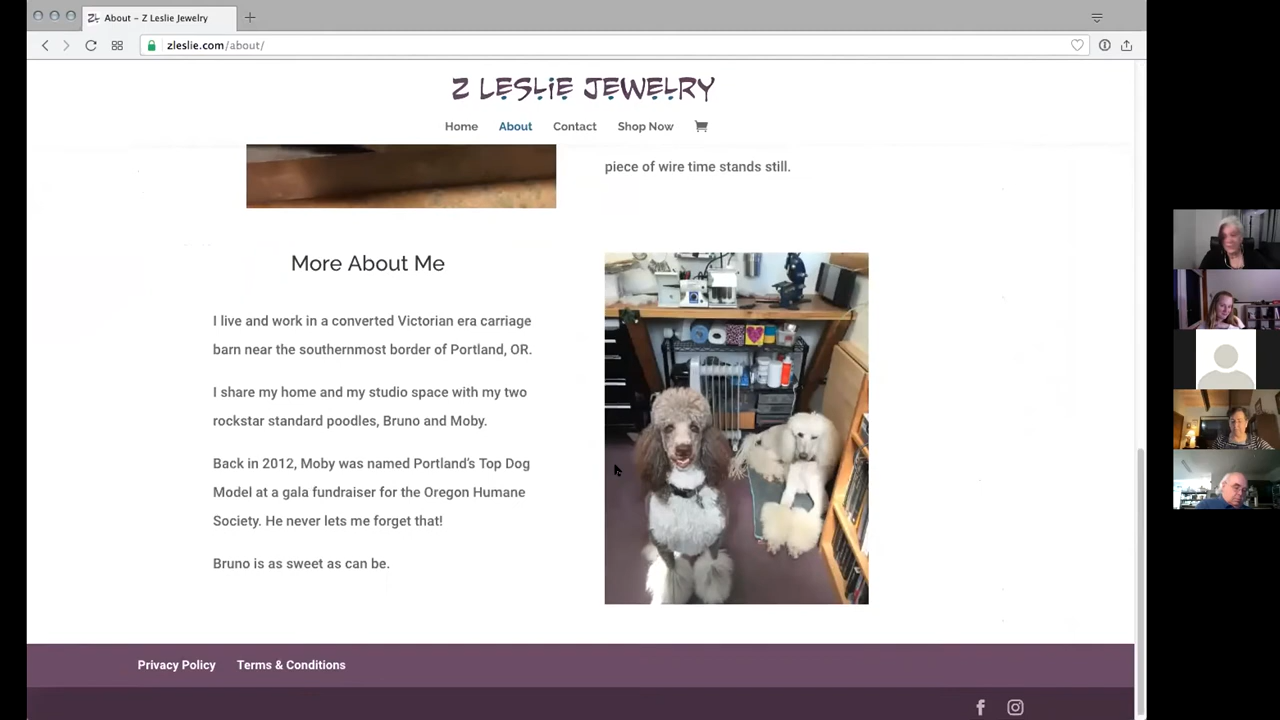 About – Z Leslie Jewelry
zleslie.com/about/
Z LESLIE JEWELRY
Home About Contact Shop Now
piece of wire time stands still.
More About Me
I live and work in a converted Victorian era carriage
barn near the southernmost border of Portland, OR.
I share my home and my studio space with my two
rockstar standard poodles, Bruno and Moby.
Back in 2012, Moby was named Portland's Top Dog
Model at a gala fundraiser for the Oregon Humane
Society. He never lets me forget that!
Bruno is as sweet as can be.
Privacy Policy Terms & Conditions